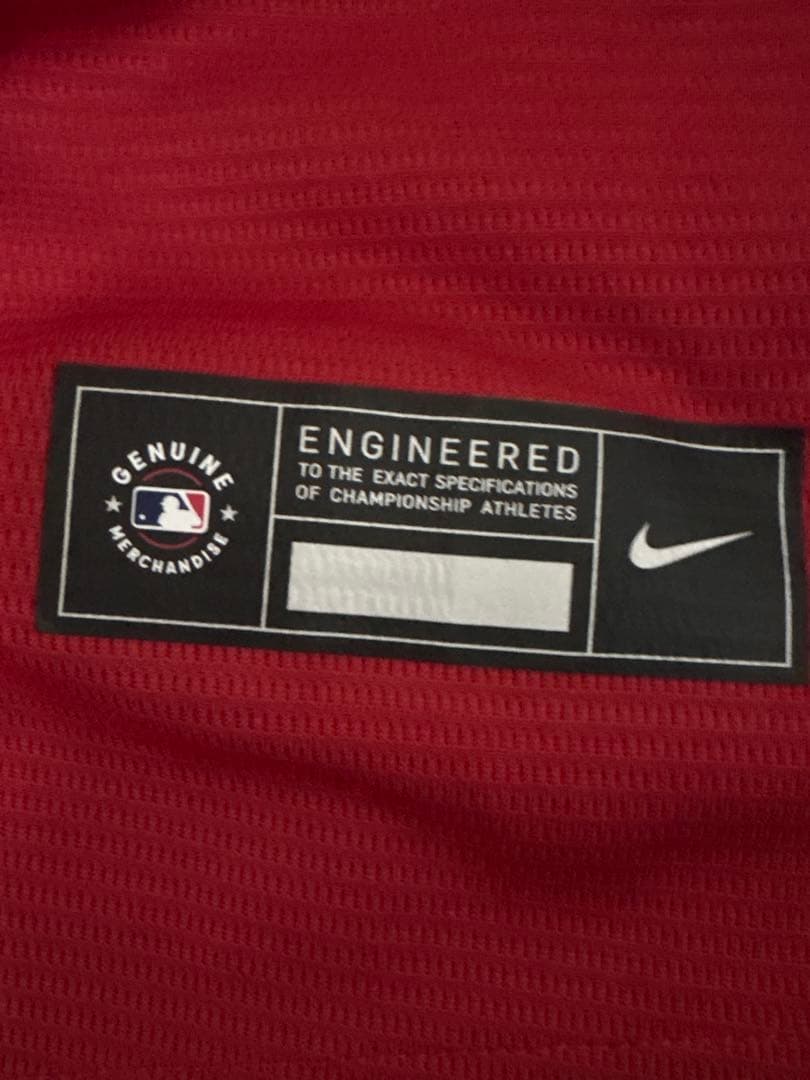 GENUINE
MERCHANDISE
ENGINEERED
TO THE EXACT SPECIFICATIONS
OF CHAMPIONSHIP ATHLETES